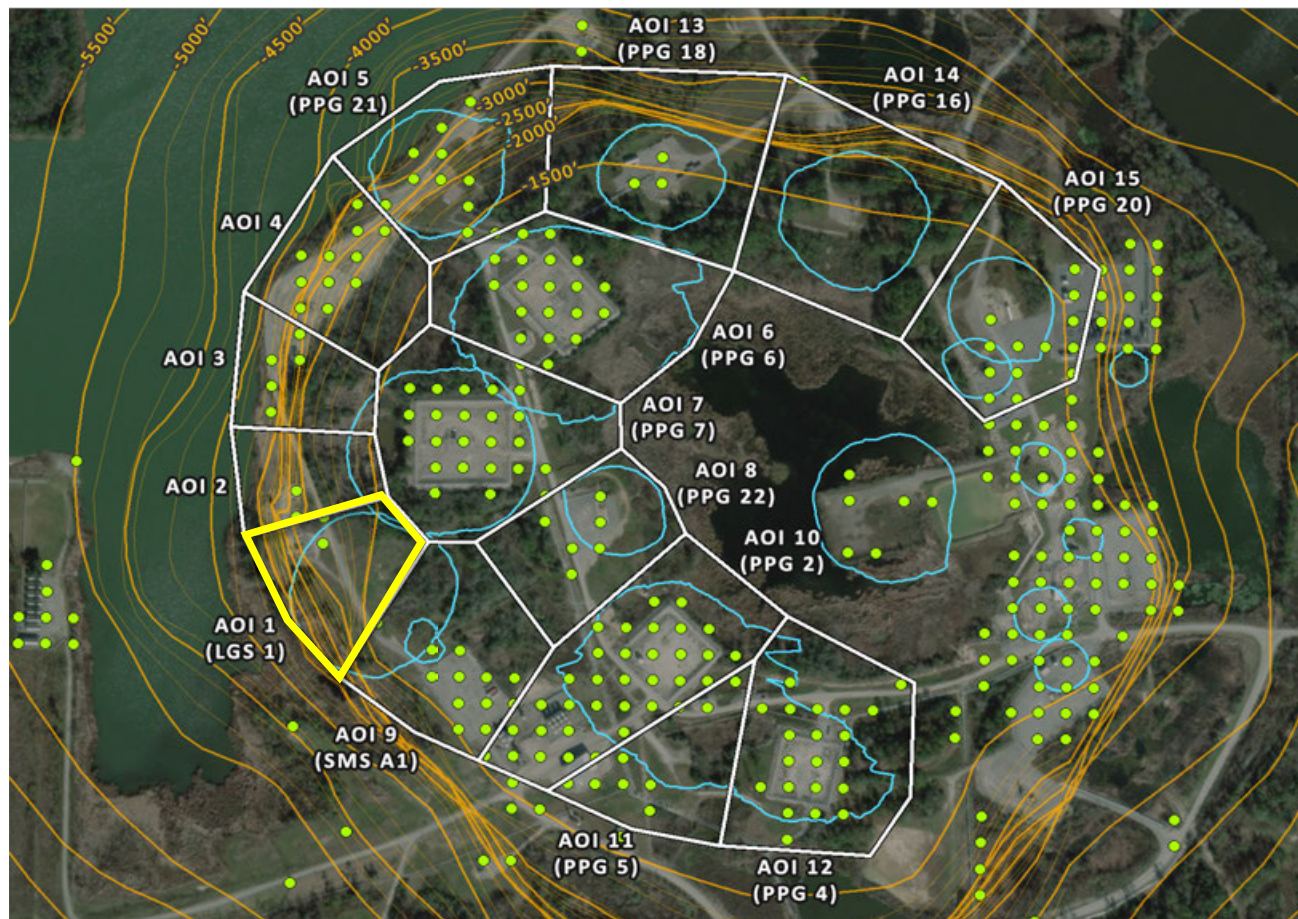 -5500'
-5000'
-4500'
-4000'
-3500'
-3000'
-2500'
-2000'
-1500'
AOI 13
(PPG 18)
AOI 5
(PPG 21)
AOI 14
(PPG 16)
AOI 15
(PPG 20)
AOI 4
AOI 3
AOI 6
(PPG 6)
AOI 7
(PPG 7)
AOI 2
AOI 8
(PPG 22)
AOI 10
(PPG 2)
AOI 1
(LGS 1)
AOI 9
(SMS A1)
AOI 11
(PPG 5)
AOI 12
(PPG 4)